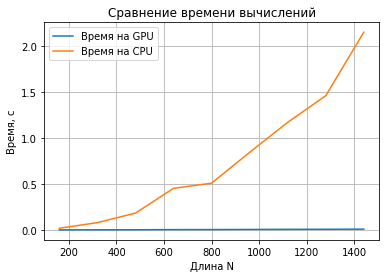 Сравнение времени вычислений
Время на GPU
Время на CPU
Время, с
2.0
1.5
1.0
0.5
0.0
200 400 600 800 1000 1200 1400
Длина N